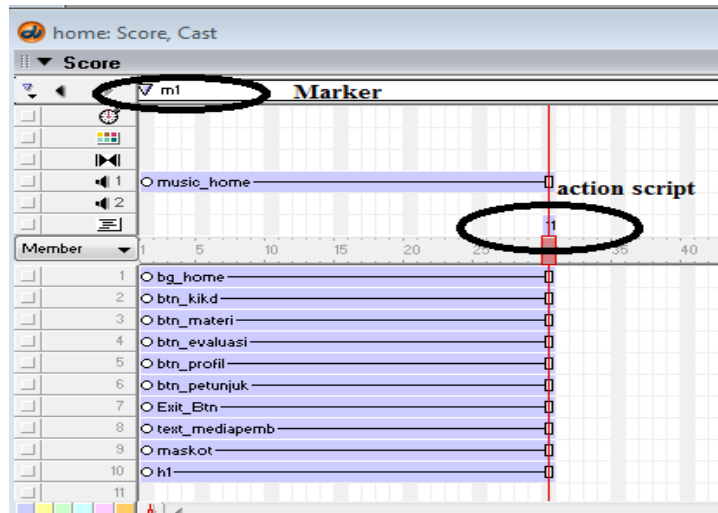 home: Score, Cast
Score
m1 Marker
1 music_home
action script
2
11
Member 1 5 10 15 20 25 35 40
1 bg_home
2 btn_kikd
3 btn_materi
4 btn_evaluasi
5 btn_profil
6 btn_petunjuk
7 Exit_Btn
8 text_mediapemb
9 maskot
10 h1
11